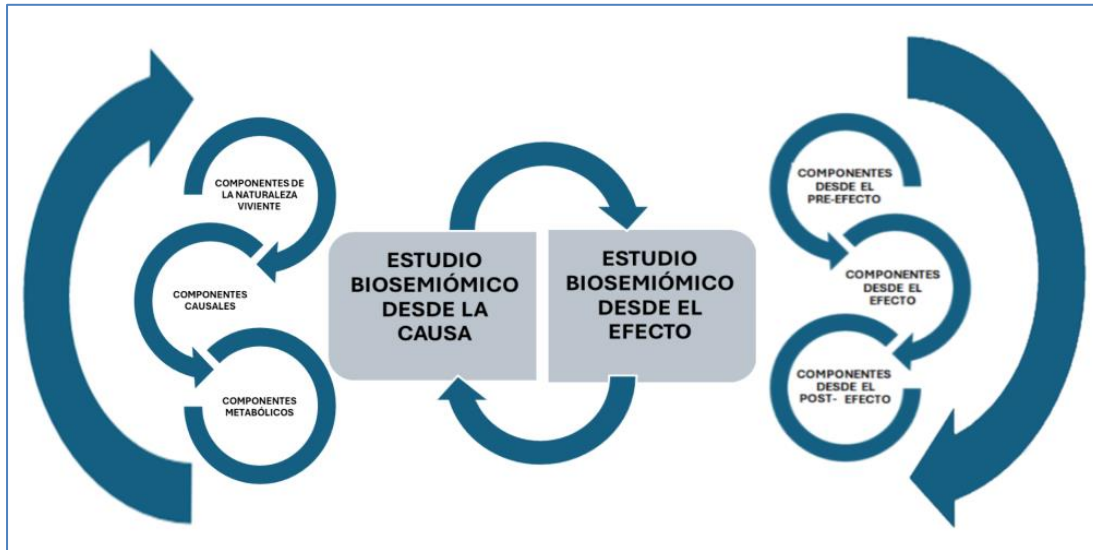 COMPONENTES DE
LA NATURALEZA
VIVIENTE
COMPONENTES
CAUSALES
COMPONENTES
METABÓLICOS
ESTUDIO
BIOSEMIÓMICO
DESDE LA
CAUSA
ESTUDIO
BIOSEMIÓMICO
DESDE EL
EFECTO
COMPONENTES
DESDE EL
PRE-EFECTO
COMPONENTES
DESDE EL
EFECTO
COMPONENTES
DESDE EL
POST- EFECTO